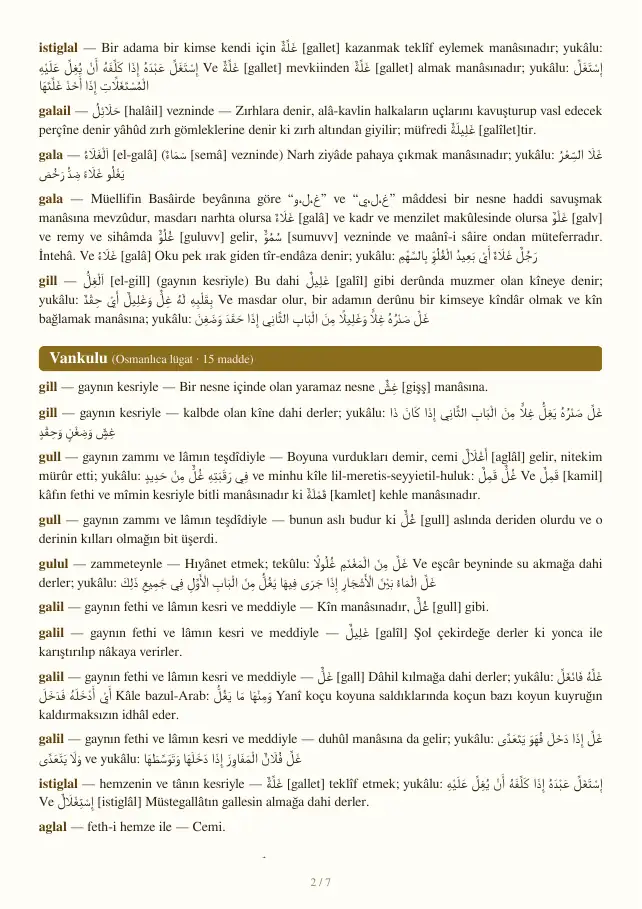 istiglal — Bir adama bir kimse kendi için غَلَّةٌ [gallet] kazanmak teklîf eylemek manâsınadır; yukâlu:
إِسْتَغَلَّ عَبْدَهُ إِذَا كَلَّفَهُ أَنْ يُغِلَّ عَلَيْهِ Ve غَلَّةٌ [gallet] mevkiinden غَلَّةٌ [gallet] almak manâsınadır; yukâlu: إِسْتَغَلَّ
الْمُسْتَغَلَّاتِ إِذَا أَخَذَ غَلَّتَهَا
galail — حَلَائِلُ [halâil] vezninde — Zırhlara denir, alâ-kavlin halkaların uçlarını kavuşturup vasl edecek
perçîne denir yâhûd zırh gömleklerine denir ki zırh altından giyilir; müfredi غَلِيلَةٌ [galîlet]tir.
gala — اَلْغَلَاءُ [el-galâ] (سَمَاءٌ [semâ] vezninde) Narh ziyâde pahaya çıkmak manâsınadır; yukâlu: غَلَا السِّعْرُ
يَغْلُو غَلَاءً ضِدُّ رَخُصَ
gala — Müellifin Basâirde beyânına göre “غ،ل،و” ve “غ،ل،ي” mâddesi bir nesne haddi savuşmak
manâsına mevzûdur, masdarı narhta olursa غَلَاءٌ [galâ] ve kadr ve menzilet makûlesinde olursa غَلْوٌ [galv]
ve remy ve sihâmda غُلُوٌّ [guluvv] gelir, سُمُوٌّ [sumuvv] vezninde ve maânî-i sâire ondan müteferradır.
İntehâ. Ve غَلَاءٌ [galâ] Oku pek ırak giden tîr-endâza denir; yukâlu: رَجُلٌ غَلَاءٌ أَيْ بَعِيدُ الْغُلُوِّ بِالسَّهْمِ
gill — اَلْغِلُّ [el-gill] (gaynın kesriyle) Bu dahi غَلِيلٌ [galîl] gibi derûnda muzmer olan kîneye denir;
yukâlu: بِقَلْبِهِ لَهُ غِلٌّ وَغَلِيلٌ أَيْ حِقْدٌ Ve masdar olur, bir adamın derûnu bir kimseye kîndâr olmak ve kîn
bağlamak manâsına; yukâlu: غَلَّ صَدْرُهُ غِلًّا وَغَلِيلًا مِنَ الْبَابِ الثَّانِي إِذَا حَقَدَ وَضَغِنَ
Vankulu (Osmanlıca lügat · 15 madde)
gill — gaynın kesriyle — Bir nesne içinde olan yaramaz nesne غِشٌّ [gişş] manâsına.
gill — gaynın kesriyle — kalbde olan kîne dahi derler; yukâlu: غَلَّ صَدْرُهُ يَغِلُّ غِلًّا مِنَ الْبَابِ الثَّانِي إِذَا كَانَ ذَا
غِشٍّ وَضِغْنٍ وَحِقْدٍ
gull — gaynın zammı ve lâmın teşdîdiyle — Boyuna vurdukları demir, cemi أَغْلَالٌ [aglâl] gelir, nitekim
mürûr etti; yukâlu: فِي رَقَبَتِهِ غُلٌّ مِنْ حَدِيدٍ ve minhu kîle lil-meretis-seyyietil-huluk: غُلٌّ قَمِلٌ Ve قَمِلٌ [kamil]
kâfın fethi ve mîmin kesriyle bitli manâsınadır ki قَمْلَةٌ [kamlet] kehle manâsınadır.
gull — gaynın zammı ve lâmın teşdîdiyle — bunun aslı budur ki غُلٌّ [gull] aslında deriden olurdu ve o
derinin kılları olmağın bit üşerdi.
gulul — zammeteynle — Hıyânet etmek; tekûlu: غَلَّ مِنَ الْمَغْنَمِ غُلُولًا Ve eşcâr beyninde su akmağa dahi
derler; yukâlu: غَلَّ الْمَاءُ بَيْنَ الْأَشْجَارِ إِذَا جَرَى فِيهَا يَغُلُّ مِنَ الْبَابِ الْأَوَّلِ فِي جَمِيعِ ذَلِكَ
galil — gaynın fethi ve lâmın kesri ve meddiyle — Kîn manâsınadır, غُلٌّ [gull] gibi.
galil — gaynın fethi ve lâmın kesri ve meddiyle — غَلِيلٌ [galîl] Şol çekirdeğe derler ki yonca ile
karıştırılıp nâkaya verirler.
galil — gaynın fethi ve lâmın kesri ve meddiyle — غَلٌّ [gall] Dâhil kılmağa dahi derler; yukâlu: غَلَّهُ فَانْغَلَّ
أَيْ أَدْخَلَهُ فَدَخَلَ Kâle bazul-Arab: وَمِنْهَا مَا يَغُلُّ Yanî koçu koyuna saldıklarında koçun bazı koyun kuyruğın
kaldırmaksızın idhâl eder.
galil — gaynın fethi ve lâmın kesri ve meddiyle — duhûl manâsına da gelir; yukâlu: غَلَّ إِذَا دَخَلَ فَهُوَ يَتَعَدَّى
وَلَا يَتَعَدَّى ve yukâlu: غَلَّ فُلَانٌ الْمَفَاوِزَ إِذَا دَخَلَهَا وَتَوَسَّطَهَا
istiglal — hemzenin ve tânın kesriyle — غَلَّةٌ [gallet] teklîf etmek; yukâlu: إِسْتَغَلَّ عَبْدَهُ إِذَا كَلَّفَهُ أَنْ يُغِلَّ عَلَيْهِ
Ve إِسْتِغْلَالٌ [istiglâl] Müstegallâtın gallesin almağa dahi derler.
aglal — feth-i hemze ile — Cemi.
2 / 7